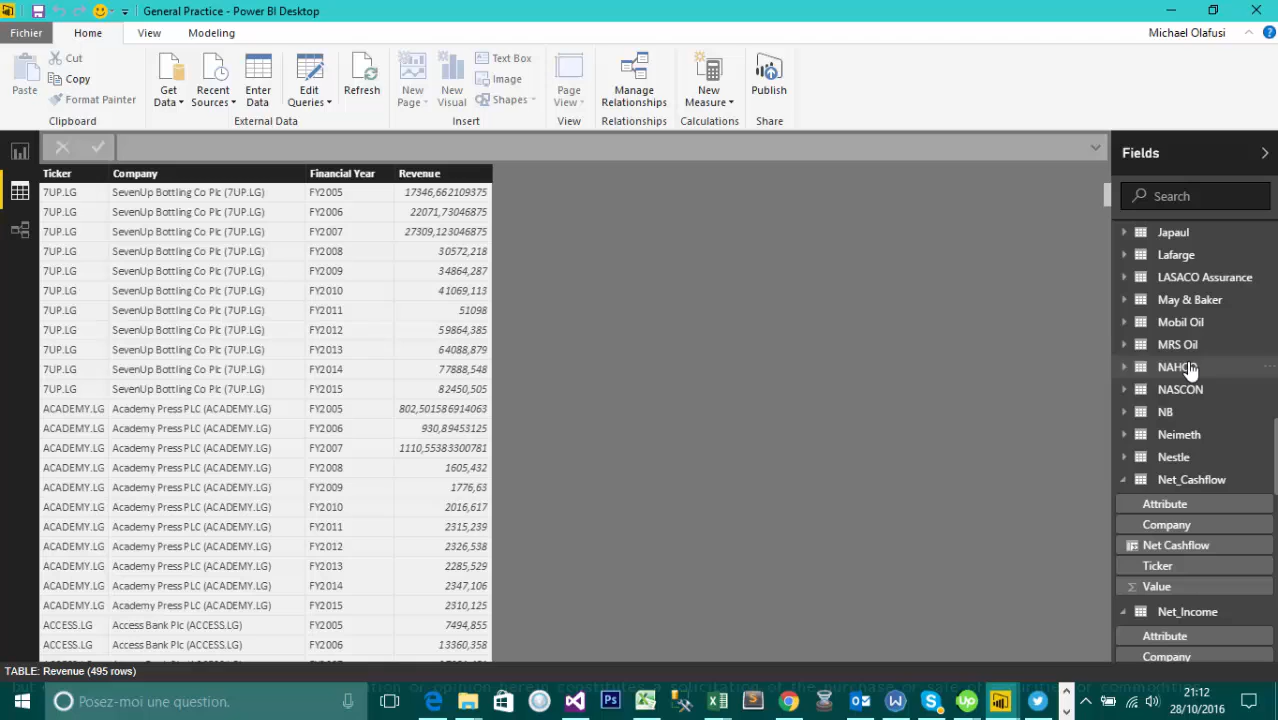 General Practice - Power BI Desktop
Fichier Home View Modeling Michael Olafusi
Paste Cut Copy Format Painter
Get Data Recent Sources Enter Data Edit Queries Refresh
New Page New Visual Text Box Image Shapes
Page View Manage Relationships New Measure Publish
Clipboard External Data Insert View Relationships Calculations Share
Ticker Company Financial Year Revenue
7UP.LG SevenUp Bottling Co Plc (7UP.LG) FY2005 17346,662109375
7UP.LG SevenUp Bottling Co Plc (7UP.LG) FY2006 22071,73046875
7UP.LG SevenUp Bottling Co Plc (7UP.LG) FY2007 27309,123046875
7UP.LG SevenUp Bottling Co Plc (7UP.LG) FY2008 30572,218
7UP.LG SevenUp Bottling Co Plc (7UP.LG) FY2009 34864,287
7UP.LG SevenUp Bottling Co Plc (7UP.LG) FY2010 41069,113
7UP.LG SevenUp Bottling Co Plc (7UP.LG) FY2011 51098
7UP.LG SevenUp Bottling Co Plc (7UP.LG) FY2012 59864,385
7UP.LG SevenUp Bottling Co Plc (7UP.LG) FY2013 64088,879
7UP.LG SevenUp Bottling Co Plc (7UP.LG) FY2014 77888,548
7UP.LG SevenUp Bottling Co Plc (7UP.LG) FY2015 82450,505
ACADEMY.LG Academy Press PLC (ACADEMY.LG) FY2005 802,501586914063
ACADEMY.LG Academy Press PLC (ACADEMY.LG) FY2006 930,89453125
ACADEMY.LG Academy Press PLC (ACADEMY.LG) FY2007 1110,55383300781
ACADEMY.LG Academy Press PLC (ACADEMY.LG) FY2008 1605,432
ACADEMY.LG Academy Press PLC (ACADEMY.LG) FY2009 1776,63
ACADEMY.LG Academy Press PLC (ACADEMY.LG) FY2010 2016,617
ACADEMY.LG Academy Press PLC (ACADEMY.LG) FY2011 2315,239
ACADEMY.LG Academy Press PLC (ACADEMY.LG) FY2012 2326,538
ACADEMY.LG Academy Press PLC (ACADEMY.LG) FY2013 2285,529
ACADEMY.LG Academy Press PLC (ACADEMY.LG) FY2014 2347,106
ACADEMY.LG Academy Press PLC (ACADEMY.LG) FY2015 2310,125
ACCESS.LG Access Bank Plc (ACCESS.LG) FY2005 7494,855
ACCESS.LG Access Bank Plc (ACCESS.LG) FY2006 13360,358
Fields
Search
Japaul
Lafarge
LASACO Assurance
May & Baker
Mobil Oil
MRS Oil
NASCON
NB
Neimeth
Nestle
Net_Cashflow
Attribute
Company
Net Cashflow
Ticker
Value
Net_Income
Attribute
Company
TABLE: Revenue (495 rows)
Posez-moi une question.
21:12
28/10/2016